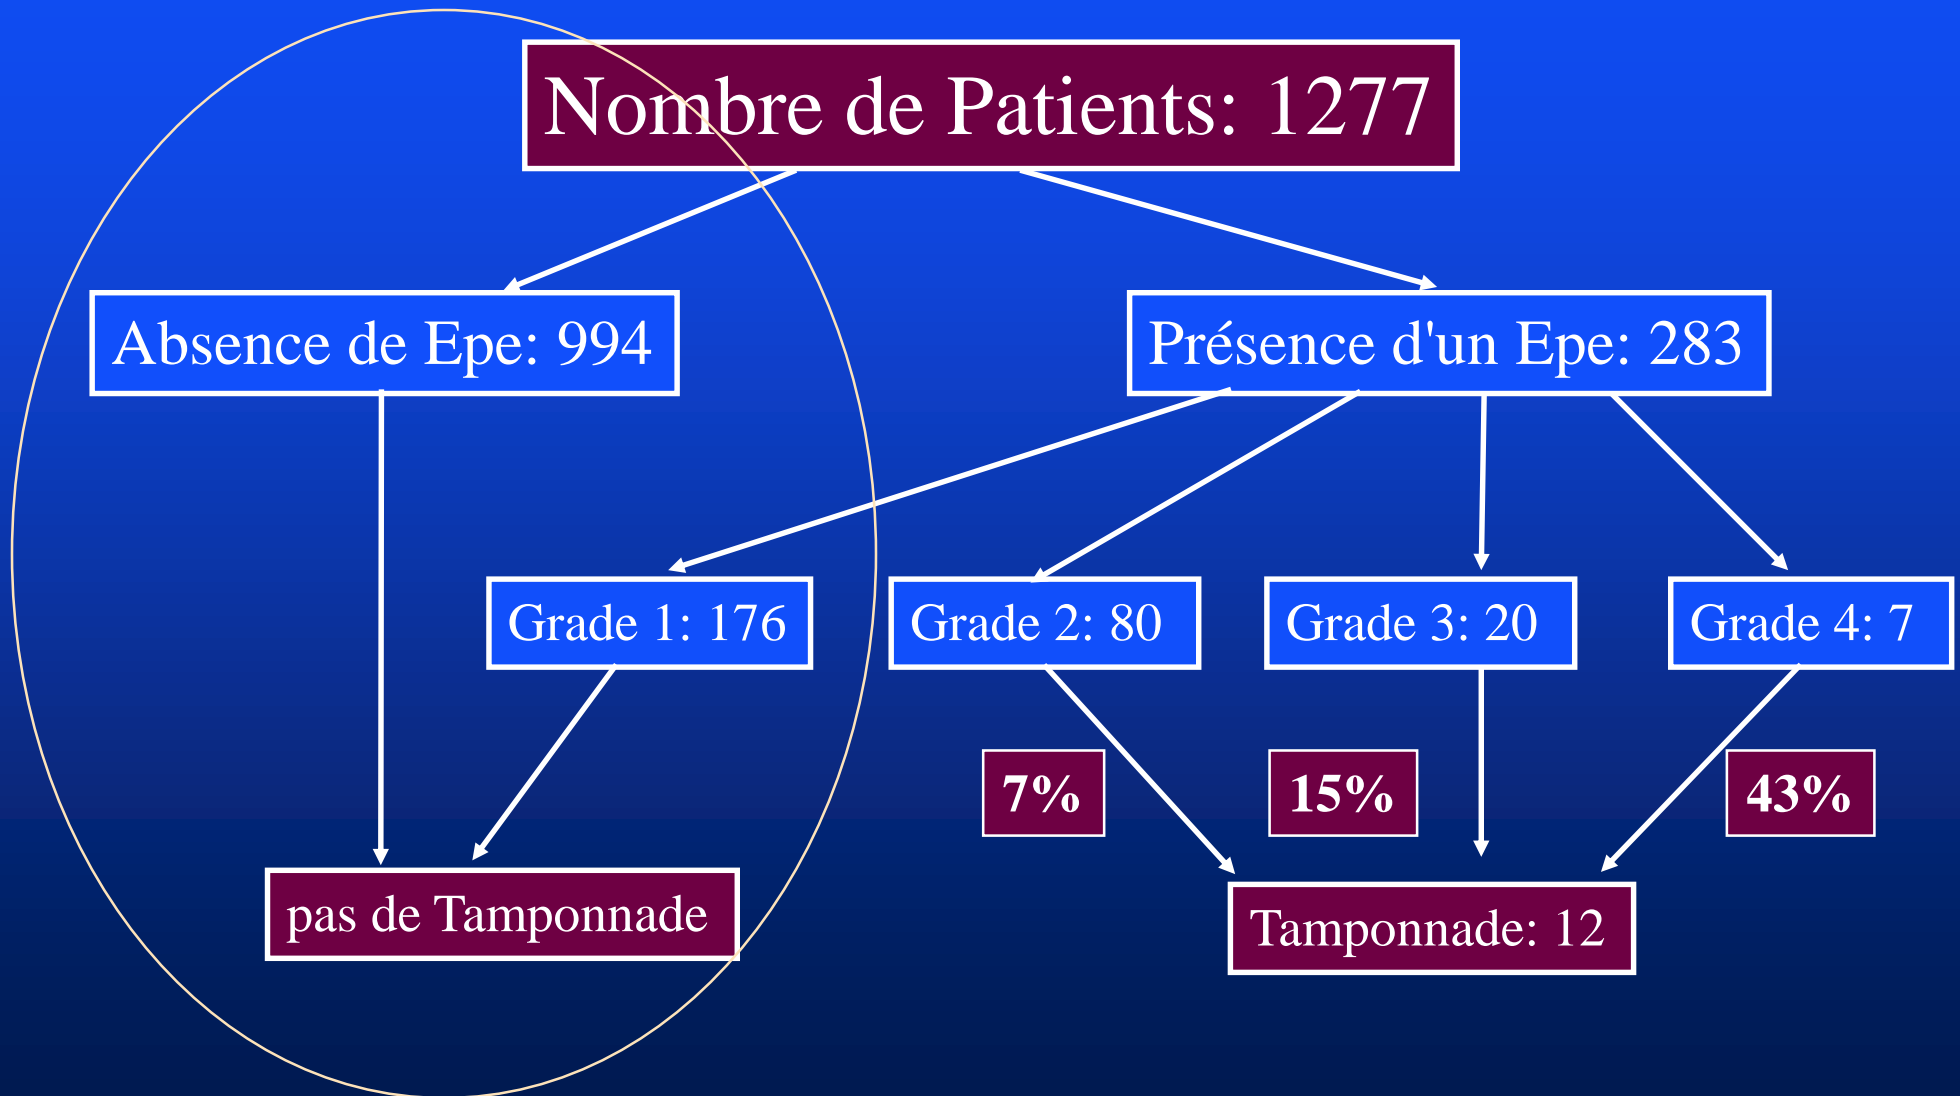 Nombre de Patients: 1277
Absence de Epe: 994
Présence d'un Epe: 283
Grade 1: 176
Grade 2: 80
Grade 3: 20
Grade 4: 7
7%
15%
43%
pas de Tamponnade
Tamponnade: 12